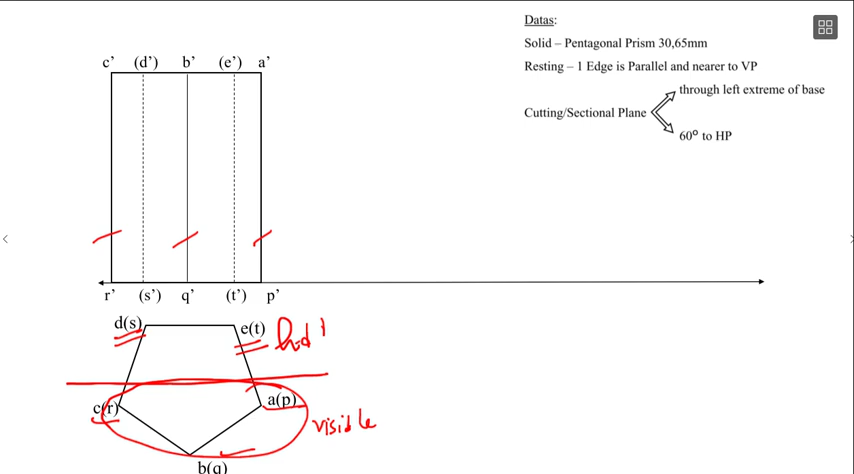 Datas:
Solid – Pentagonal Prism 30,65mm
Resting – 1 Edge is Parallel and nearer to VP
through left extreme of base
Cutting/Sectional Plane
60° to HP
c' (d') b' (e') a'
r' (s') q' (t') p'
d(s) e(t)
c(r) a(p)
visible
b(q)